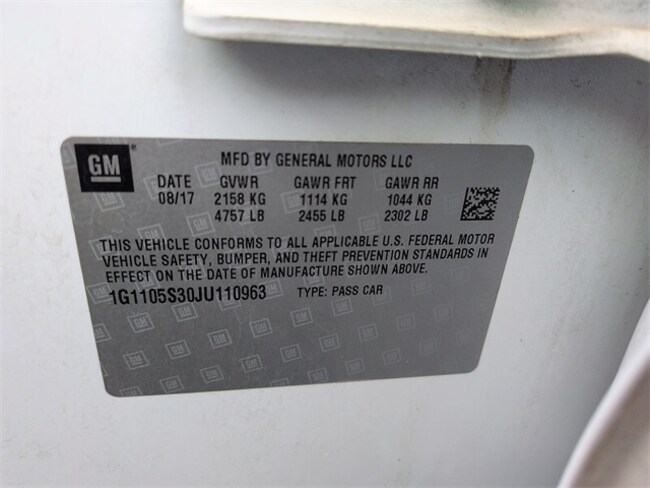 GM MFD BY GENERAL MOTORS LLC
DATE GVWR GAWR FRT GAWR RR
08/17 2158 KG 1114 KG 1044 KG
4757 LB 2455 LB 2302 LB
THIS VEHICLE CONFORMS TO ALL APPLICABLE U.S. FEDERAL MOTOR
VEHICLE SAFETY, BUMPER, AND THEFT PREVENTION STANDARDS IN
EFFECT ON THE DATE OF MANUFACTURE SHOWN ABOVE.
1G1105S30JU110963 TYPE: PASS CAR